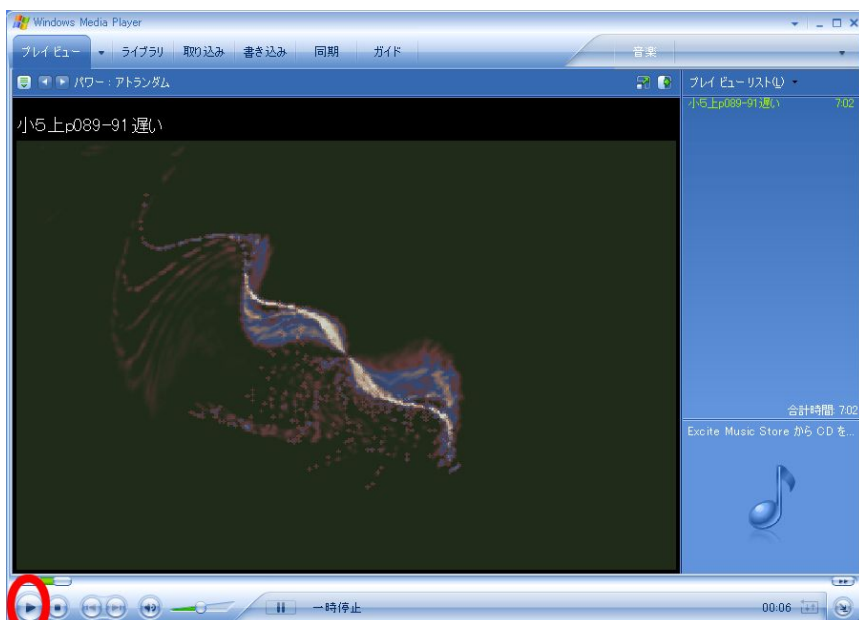 Windows Media Player
プレイ ビュー ライブラリ 取り込み 書き込み 同期 ガイド 音楽
パワー : アトランダム
プレイ ビュー リスト(L)
小5上p089-91遅い 7:02
小5上p089-91遅い
合計時間: 7:02
Excite Music Store から CD を...
一時停止 00:06